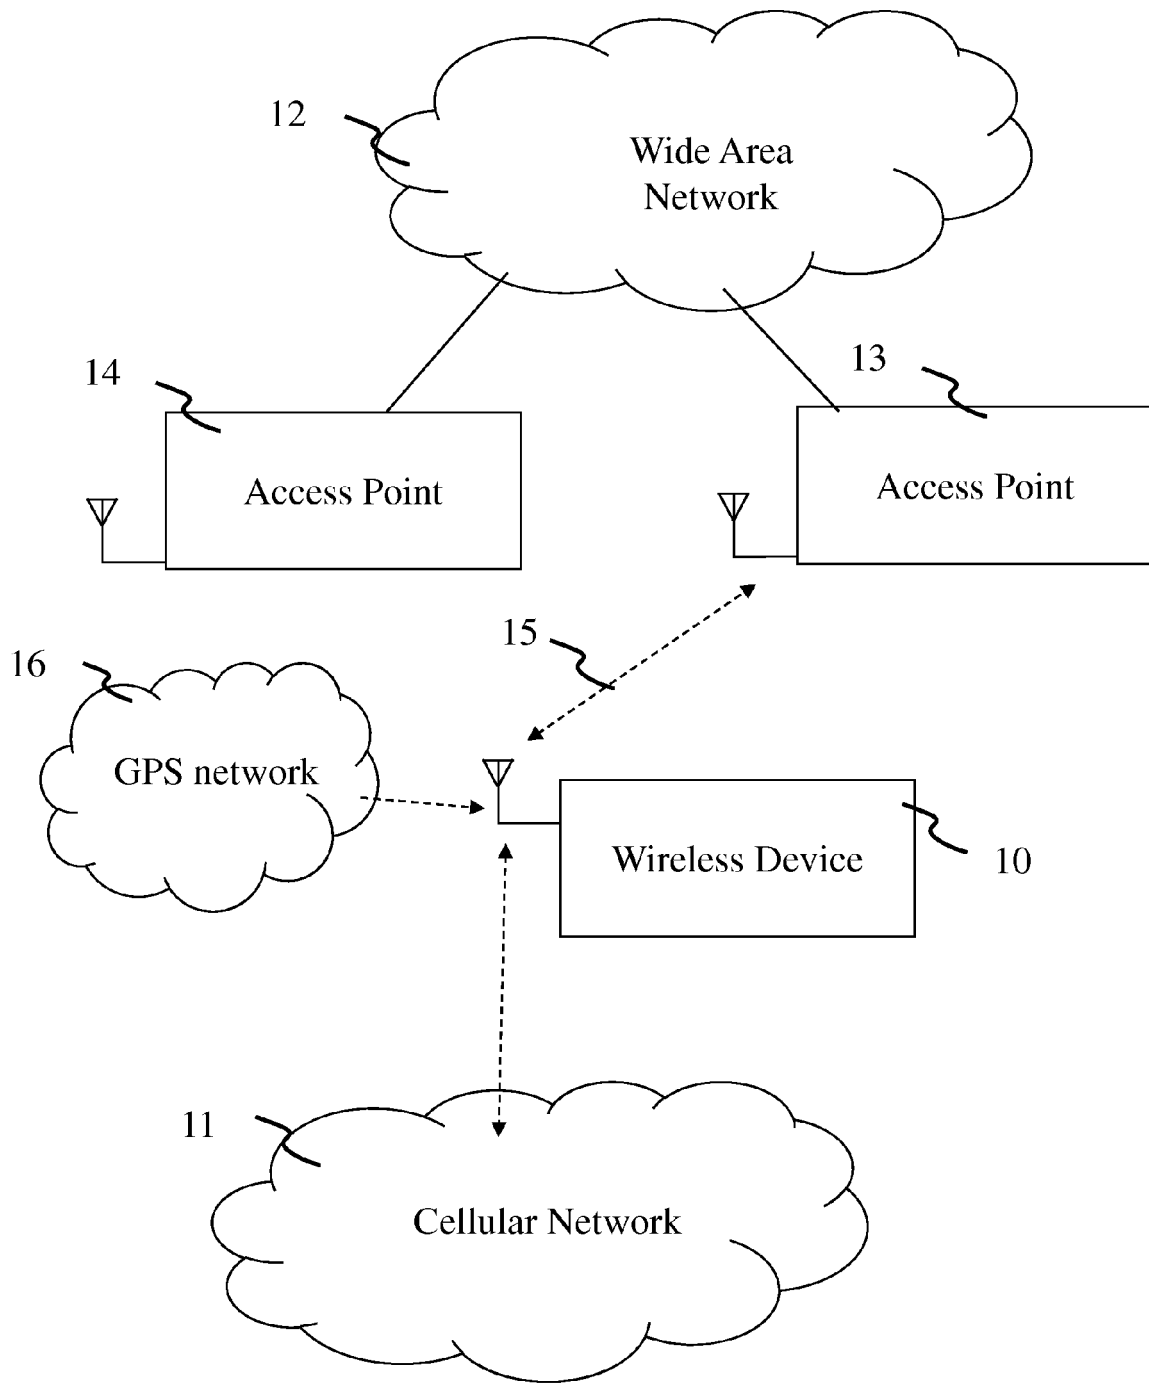 12
Wide Area
Network
14
13
Access Point
Access Point
15
16
GPS network
Wireless Device
10
11
Cellular Network